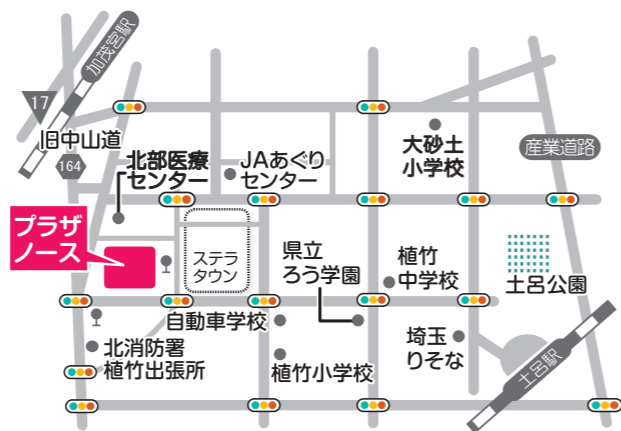 加茂宮駅
17
旧中山道
164
北部医療
センター
JAあぐり
センター
大砂土
小学校
産業道路
プラザ
ノース
ステラ
タウン
県立
ろう学園
植竹
中学校
土呂公園
自動車学校
北消防署
植竹出張所
植竹小学校
埼玉
りそな
土呂駅